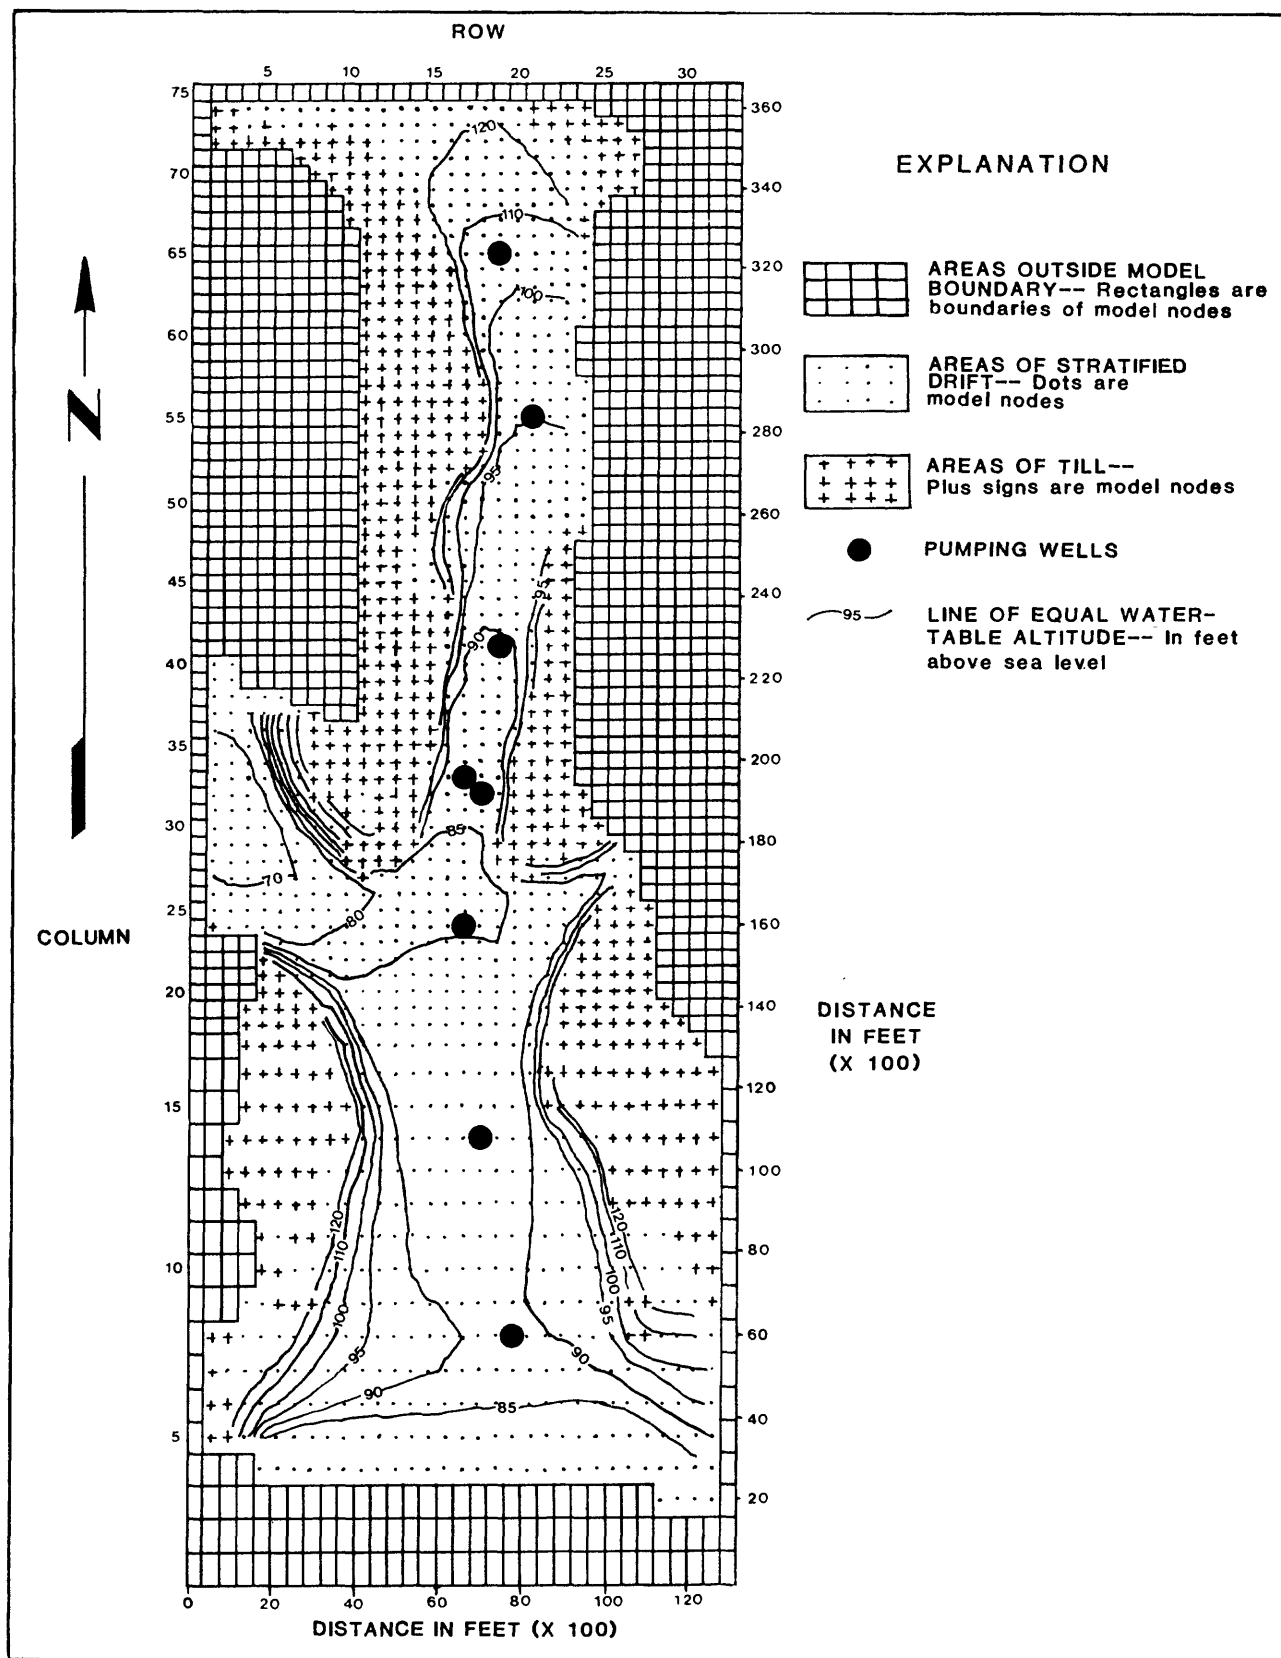 ROW
5 10 15 20 25 30
75 360
70 340
65 320
60 300
55 280
50 260
45 240
40 220
35 200
30 180
25 160
20 140
15 120
100
10 80
60
5 40
20
0 20 40 60 80 100 120
DISTANCE IN FEET (X 100)
COLUMN
N
120
110
100
95
95
90
85
70
80
120
110
100
95
90
85
120
110
100
95
90
EXPLANATION
AREAS OUTSIDE MODEL
BOUNDARY-- Rectangles are
boundaries of model nodes
AREAS OF STRATIFIED
DRIFT-- Dots are
model nodes
AREAS OF TILL--
Plus signs are model nodes
PUMPING WELLS
95
LINE OF EQUAL WATER-
TABLE ALTITUDE-- In feet
above sea level
DISTANCE
IN FEET
(X 100)